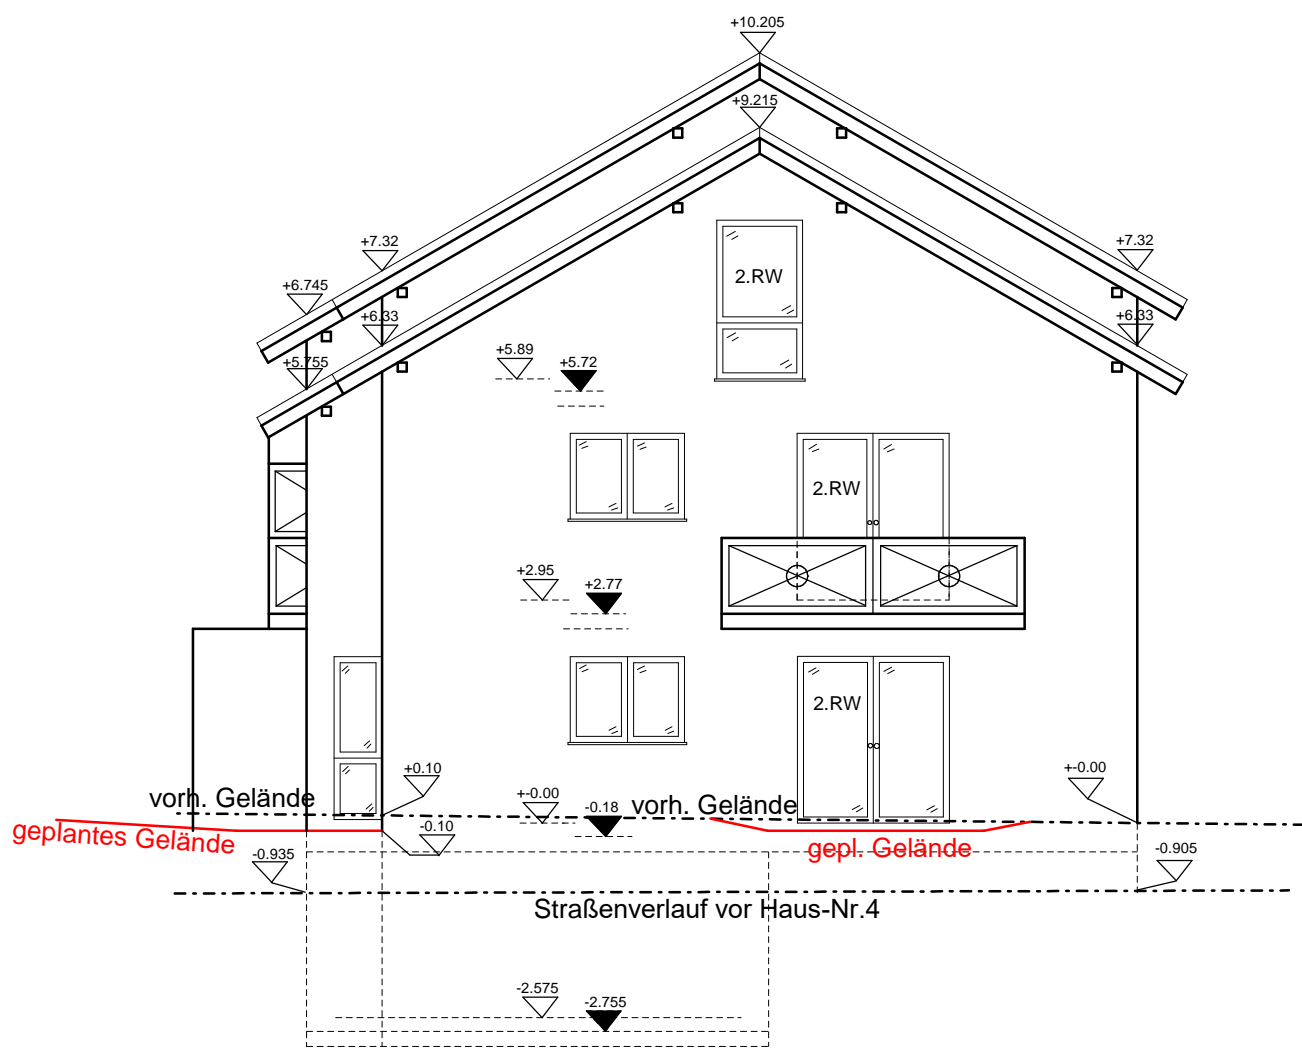 +10.205
+9.215
+7.32
+7.32
2.RW
+6.745
+6.33
+6.33
+5.89
+5.72
+5.755
2.RW
+2.95
+2.77
2.RW
+0.10
+-0.00
+-0.00
vorh. Gelände
-0.18
vorh. Gelände
geplantes Gelände
-0.10
gepl. Gelände
-0.935
-0.905
Straßenverlauf vor Haus-Nr.4
-2.575
-2.755